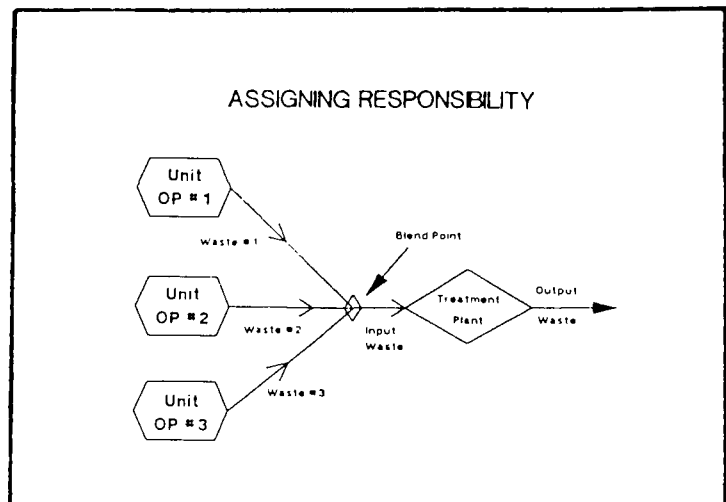 ASSIGNING RESPONSIBILITY
Unit
OP #1
Waste #1
Blend Point
Unit
OP #2
Waste #2
Input
Waste
Treatment
Plant
Output
Waste
Waste #3
Unit
OP #3